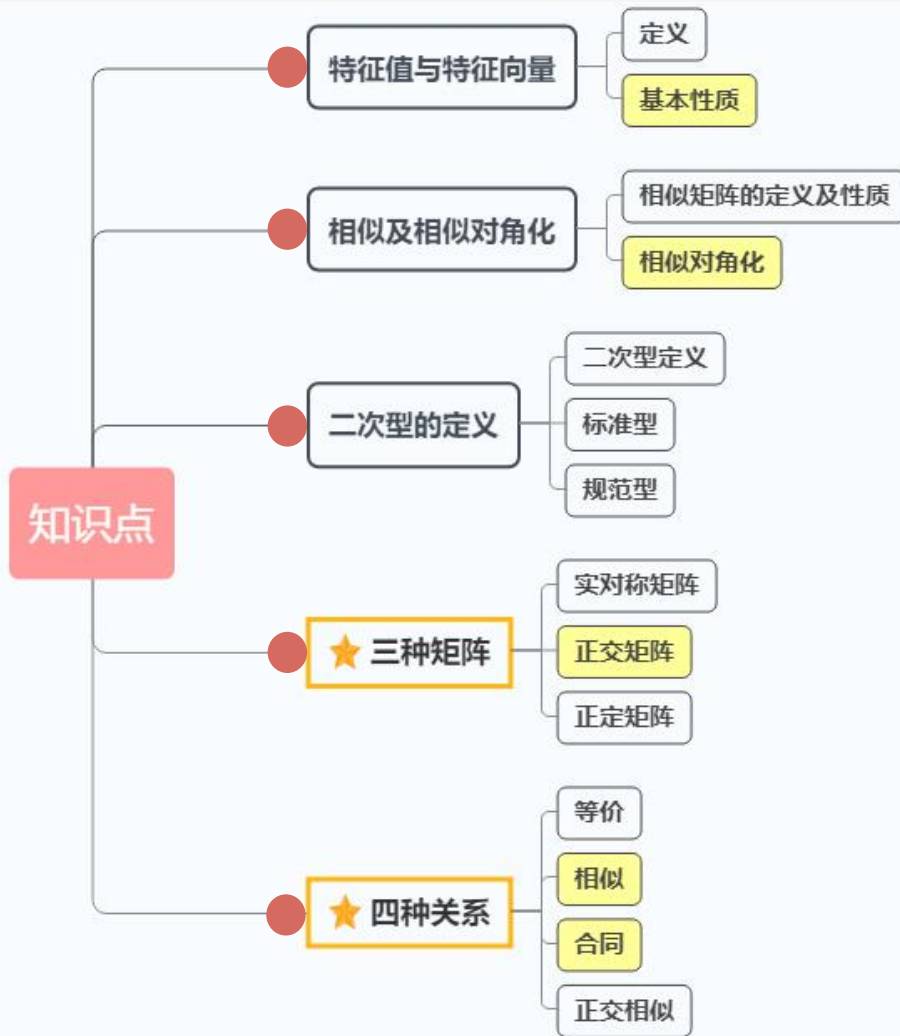 特征值与特征向量
定义
基本性质
相似及相似对角化
相似矩阵的定义及性质
相似对角化
二次型的定义
二次型定义
标准型
规范型
知识点
三种矩阵
实对称矩阵
正交矩阵
正定矩阵
四种关系
等价
相似
合同
正交相似